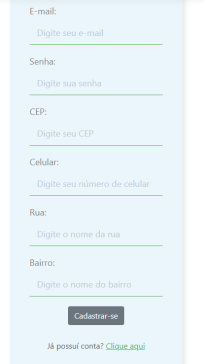 E-mail:
Digite seu e-mail
Senha:
Digite sua senha
CEP:
Digite seu CEP
Celular:
Digite seu número de celular
Rua:
Digite o nome da rua
Bairro:
Digite o nome do bairro
Cadastrar-se
Já possuí conta? Clique aqui